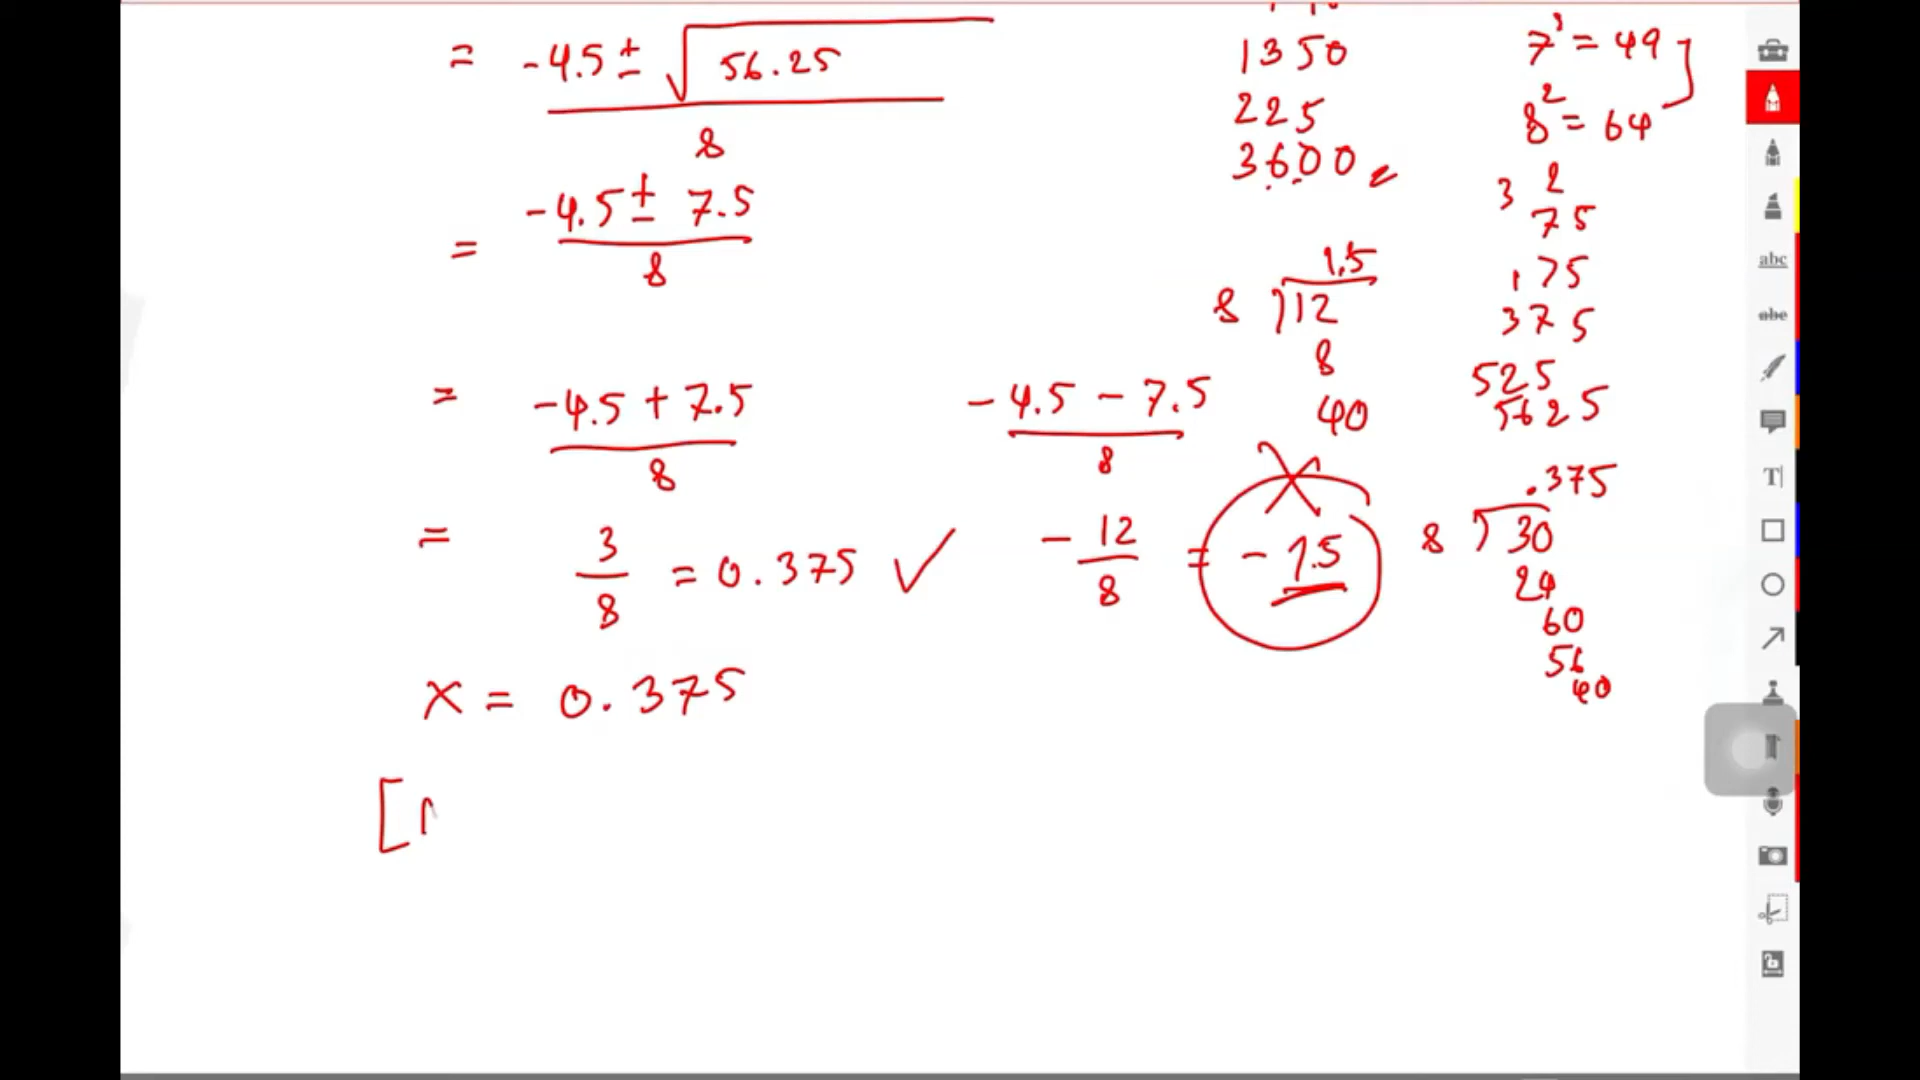 = -4.5 ± √56.25
8
= -4.5 ± 7.5
8
= -4.5 + 7.5
8
= 3
8
= 0.375 ✓
x = 0.375
[
-4.5 - 7.5
8
-12
8
= -1.5
1350
225
3600
1.5
8 ) 12
8
40
7² = 49
8² = 64
3 2
75
175
375
525
5625
.375
8 ) 30
24
60
56
40
abc
abc
T